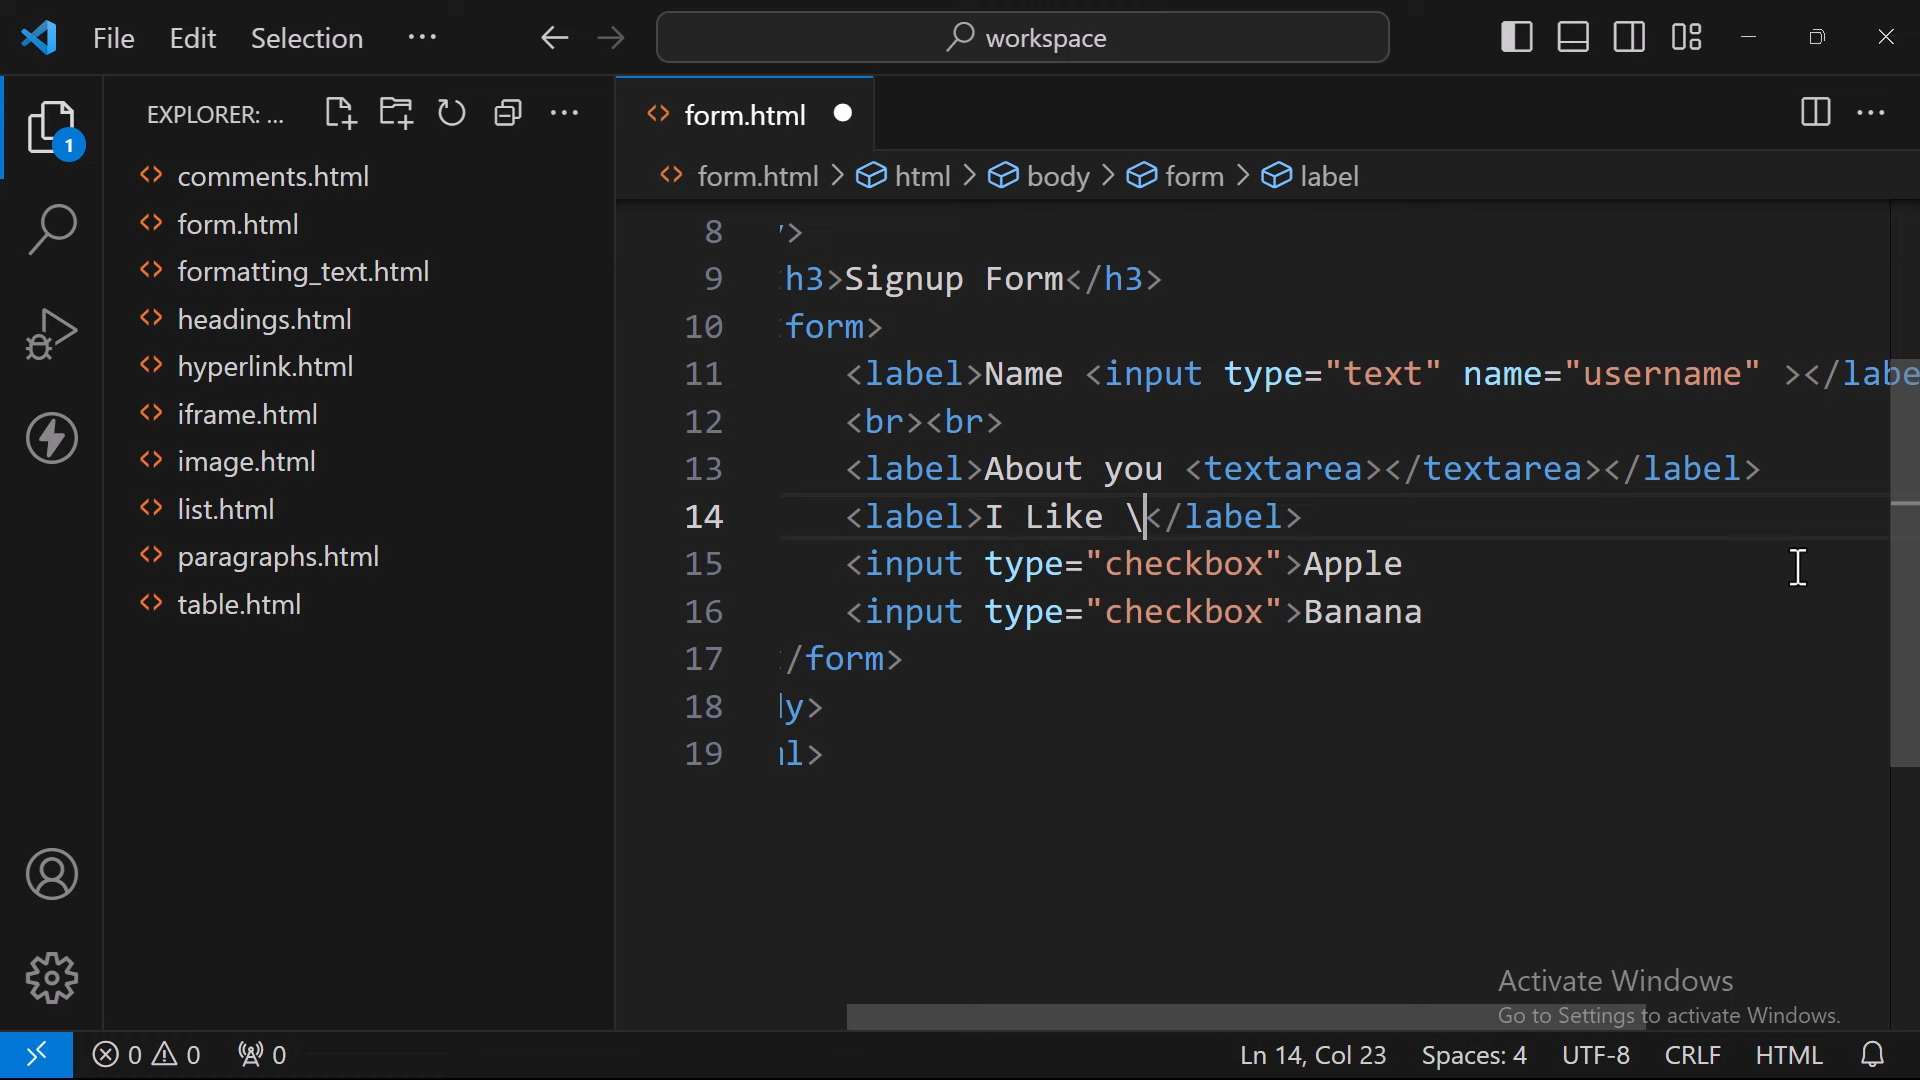 File Edit Selection ··· workspace
EXPLORER: ...
1
comments.html
form.html
formatting_text.html
headings.html
hyperlink.html
iframe.html
image.html
list.html
paragraphs.html
table.html
form.html
form.html > html > body > form > label
8 >
9 h3>Signup Form</h3>
10 form>
11 <label>Name <input type="text" name="username" ></labe
12 <br><br>
13 <label>About you <textarea></textarea></label>
14 <label>I Like \</label>
15 <input type="checkbox">Apple
16 <input type="checkbox">Banana
17 /form>
18 y>
19 l>
Activate Windows
Go to Settings to activate Windows.
0 0 0 Ln 14, Col 23 Spaces: 4 UTF-8 CRLF HTML